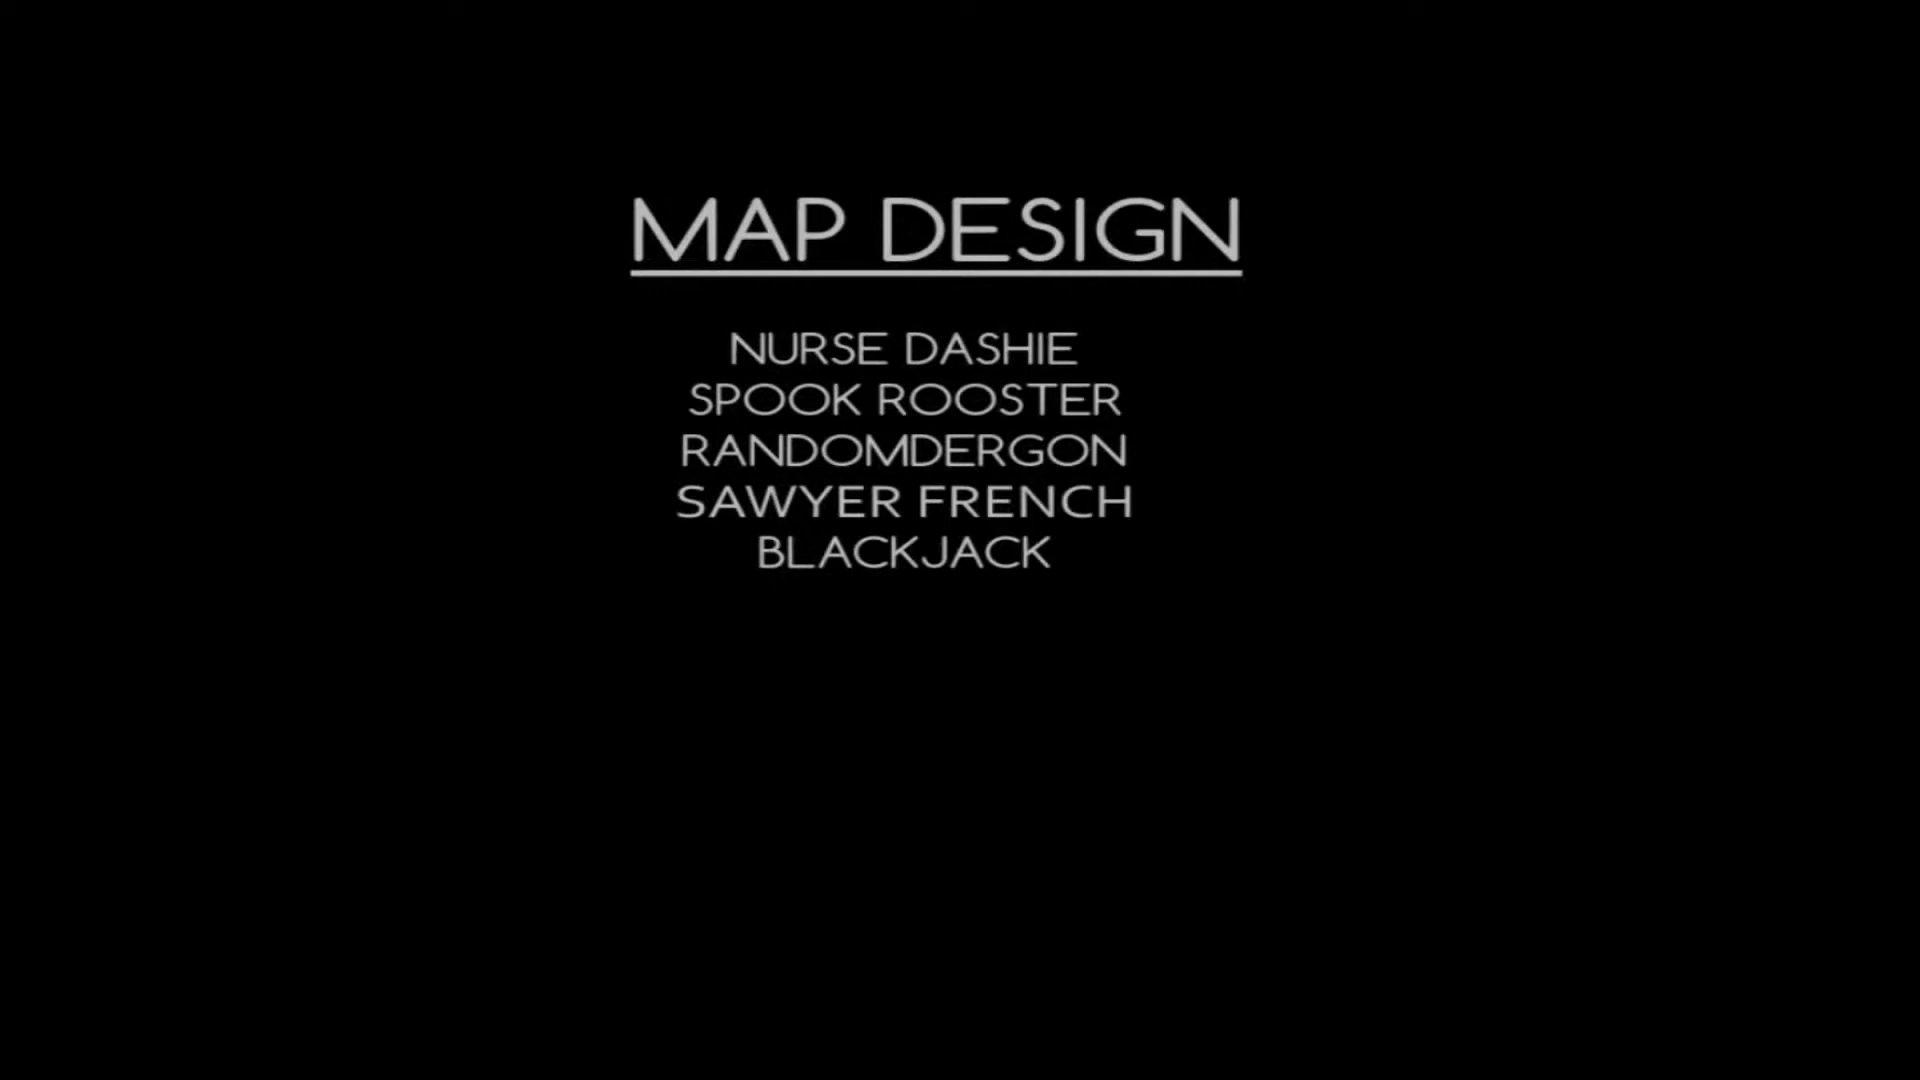 MAP DESIGN
NURSE DASHIE
SPOOK ROOSTER
RANDOMDERGON
SAWYER FRENCH
BLACKJACK